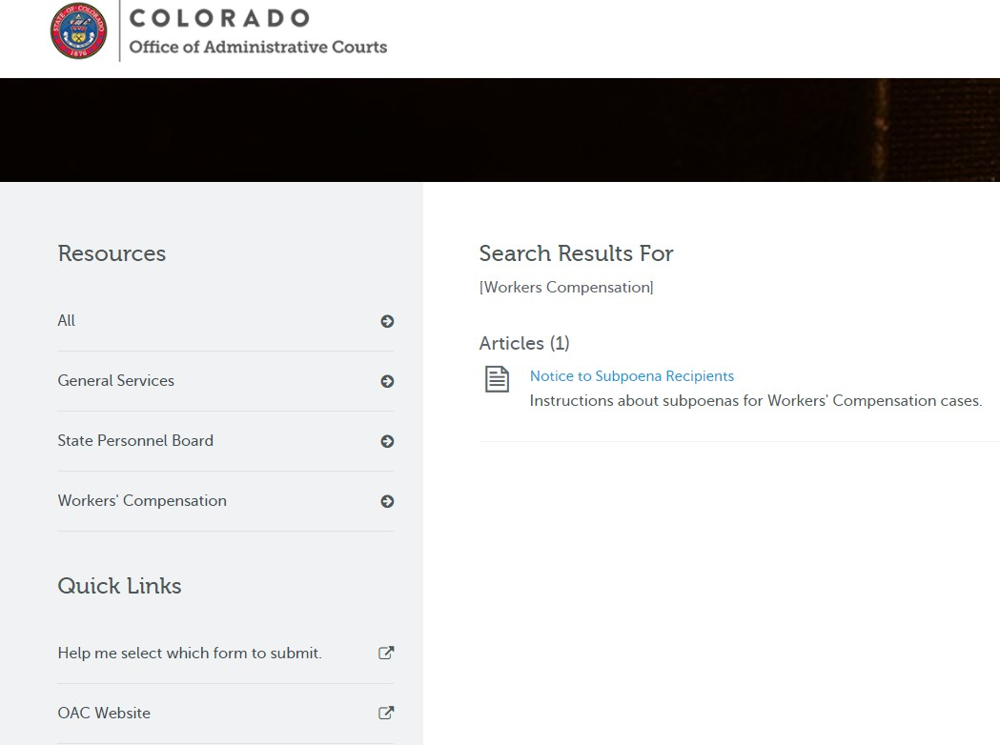 STATE OF COLORADO
1876
COLORADO
Office of Administrative Courts
Resources
All
General Services
State Personnel Board
Workers' Compensation
Quick Links
Help me select which form to submit.
OAC Website
Search Results For
[Workers Compensation]
Articles (1)
Notice to Subpoena Recipients
Instructions about subpoenas for Workers' Compensation cases.